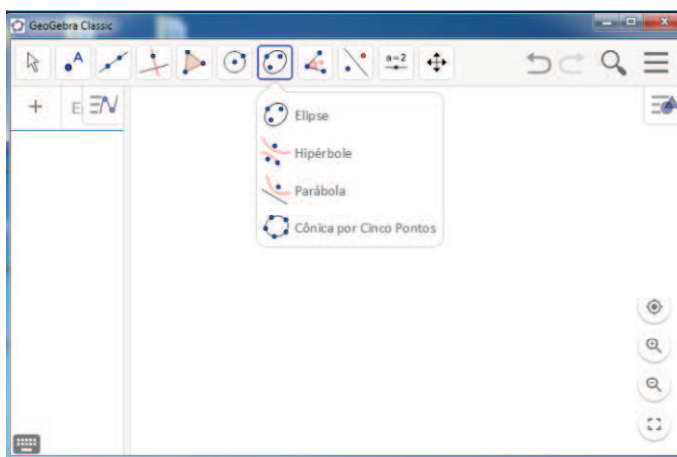 GeoGebra Classic
A
a=2
+ E
Elipse
Hipérbole
Parábola
Cônica por Cinco Pontos